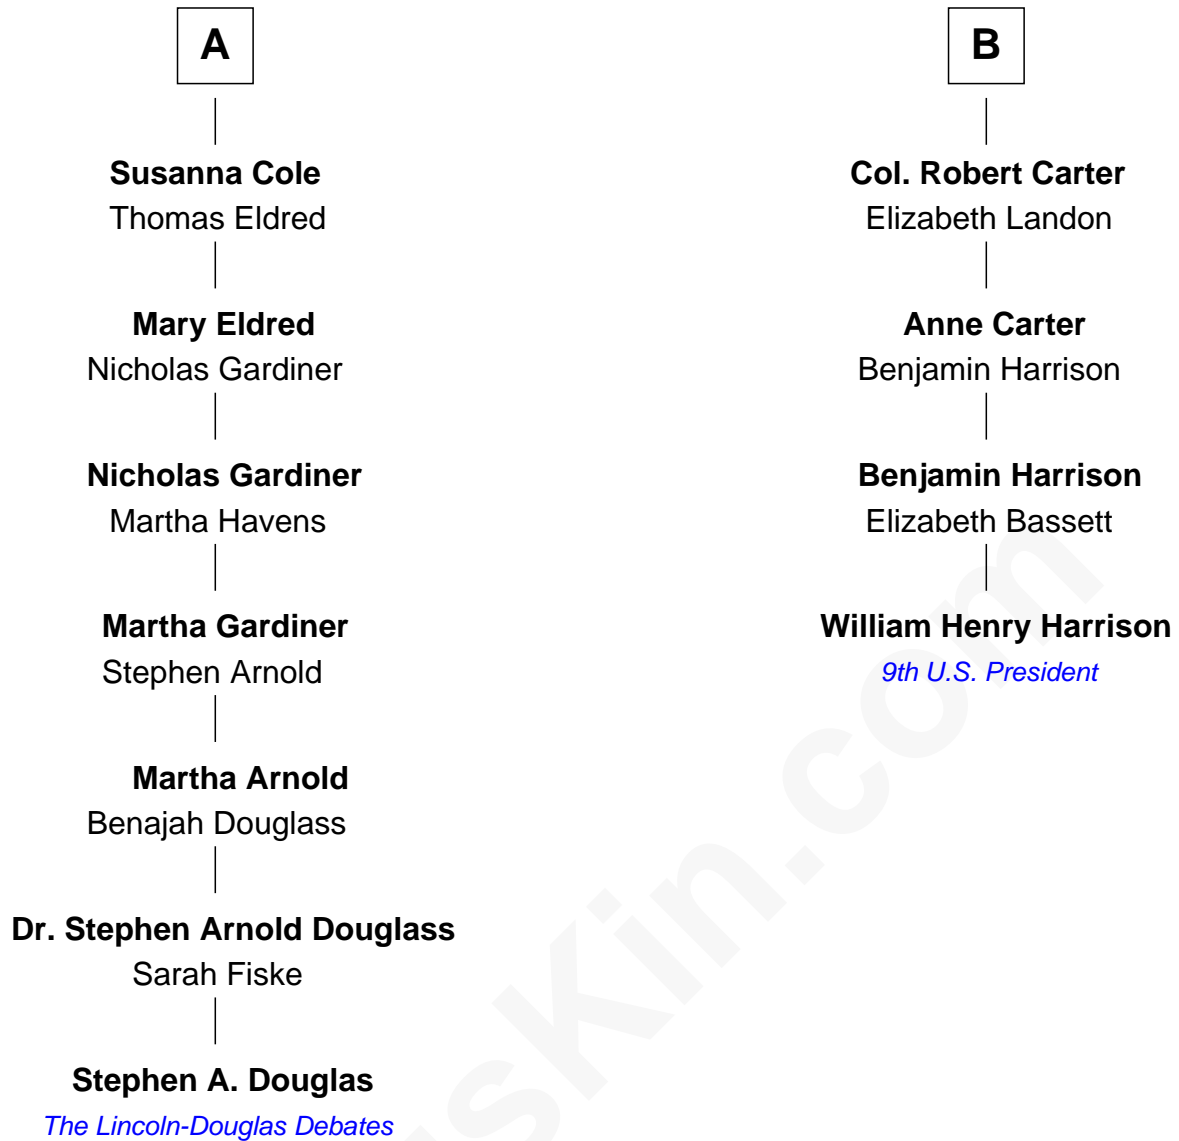 A
Susanna Cole
Thomas Eldred
Mary Eldred
Nicholas Gardiner
Nicholas Gardiner
Martha Havens
Martha Gardiner
Stephen Arnold
Martha Arnold
Benajah Douglass
Dr. Stephen Arnold Douglass
Sarah Fiske
Stephen A. Douglas
The Lincoln-Douglas Debates
B
Col. Robert Carter
Elizabeth Landon
Anne Carter
Benjamin Harrison
Benjamin Harrison
Elizabeth Bassett
William Henry Harrison
9th U.S. President